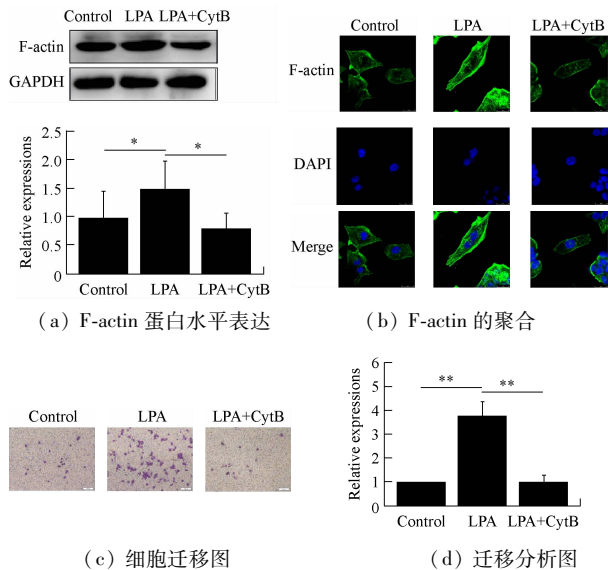 Control LPA LPA+CytB
F-actin
GAPDH
Relative expressions
2.5
2.0
1.5
1.0
0.5
0
*
*
Control LPA LPA+CytB
(a) F-actin 蛋白水平表达
Control LPA LPA+CytB
F-actin
DAPI
Merge
(b) F-actin 的聚合
Control LPA LPA+CytB
(c) 细胞迁移图
Relative expressions
6
5
4
3
2
1
0
**
**
Control LPA LPA+CytB
(d) 迁移分析图